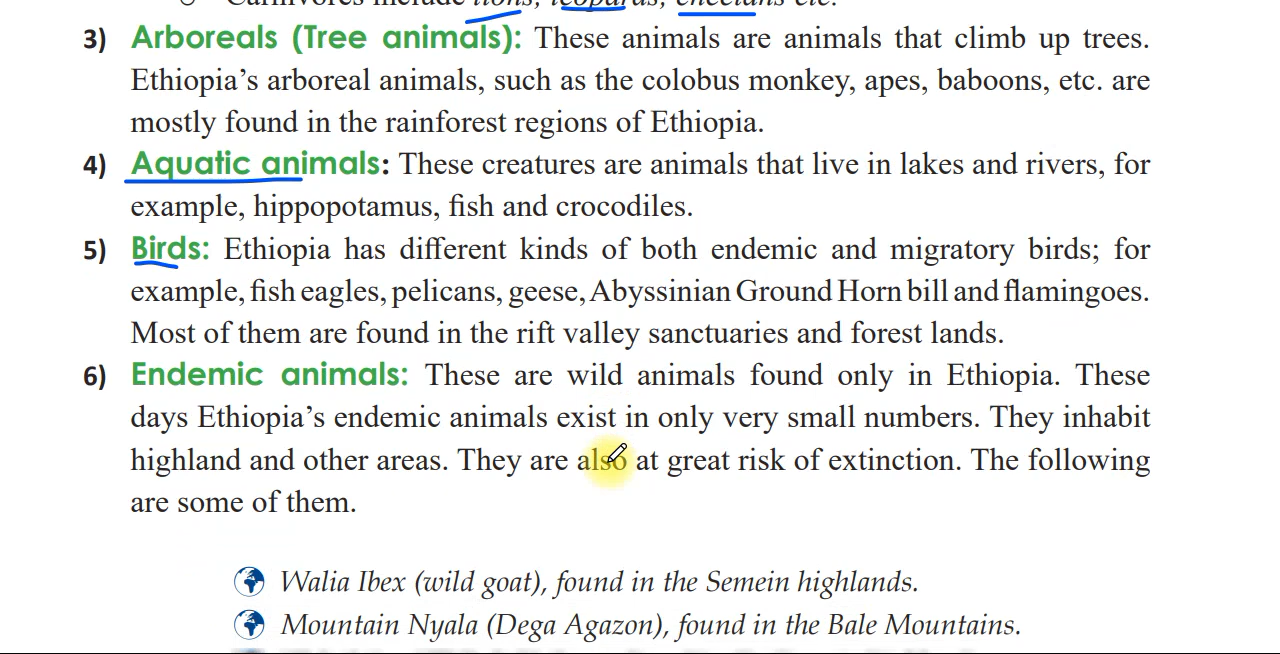 Carnivores include lions, leopards, cheetahs etc.
3) Arboreals (Tree animals): These animals are animals that climb up trees.
Ethiopia’s arboreal animals, such as the colobus monkey, apes, baboons, etc. are
mostly found in the rainforest regions of Ethiopia.
4) Aquatic animals: These creatures are animals that live in lakes and rivers, for
example, hippopotamus, fish and crocodiles.
5) Birds: Ethiopia has different kinds of both endemic and migratory birds; for
example, fish eagles, pelicans, geese, Abyssinian Ground Horn bill and flamingoes.
Most of them are found in the rift valley sanctuaries and forest lands.
6) Endemic animals: These are wild animals found only in Ethiopia. These
days Ethiopia’s endemic animals exist in only very small numbers. They inhabit
highland and other areas. They are also at great risk of extinction. The following
are some of them.
Walia Ibex (wild goat), found in the Semein highlands.
Mountain Nyala (Dega Agazon), found in the Bale Mountains.